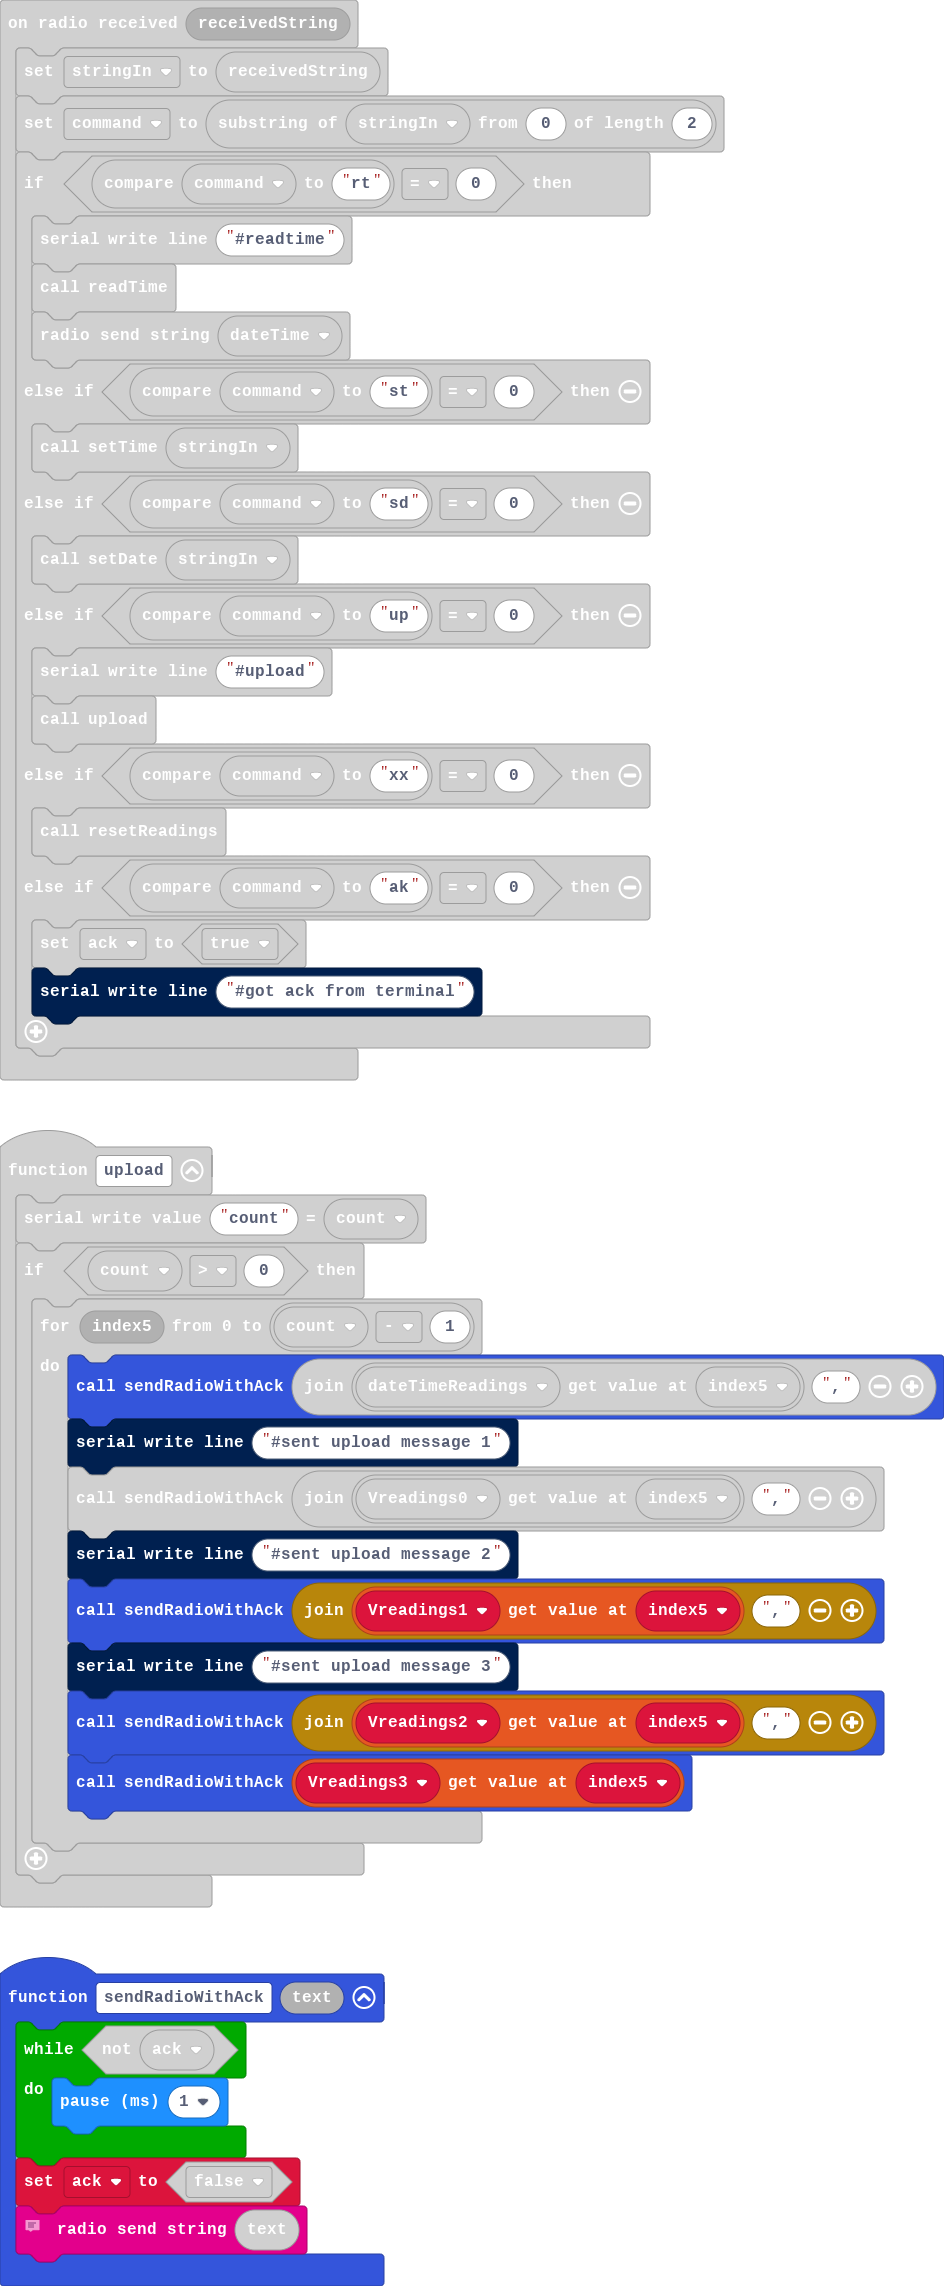 on radio received receivedString
set stringIn to receivedString
set command to substring of stringIn from 0 of length 2
if compare command to "rt" = 0 then
serial write line "#readtime"
call readTime
radio send string dateTime
else if compare command to "st" = 0 then
call setTime stringIn
else if compare command to "sd" = 0 then
call setDate stringIn
else if compare command to "up" = 0 then
serial write line "#upload"
call upload
else if compare command to "xx" = 0 then
call resetReadings
else if compare command to "ak" = 0 then
set ack to true
serial write line "#got ack from terminal"
function upload
serial write value "count" = count
if count > 0 then
for index5 from 0 to count - 1
do
call sendRadioWithAck join dateTimeReadings get value at index5 ","
serial write line "#sent upload message 1"
call sendRadioWithAck join Vreadings0 get value at index5 ","
serial write line "#sent upload message 2"
call sendRadioWithAck join Vreadings1 get value at index5 ","
serial write line "#sent upload message 3"
call sendRadioWithAck join Vreadings2 get value at index5 ","
call sendRadioWithAck Vreadings3 get value at index5
function sendRadioWithAck text
while not ack
do
pause (ms) 1
set ack to false
radio send string text